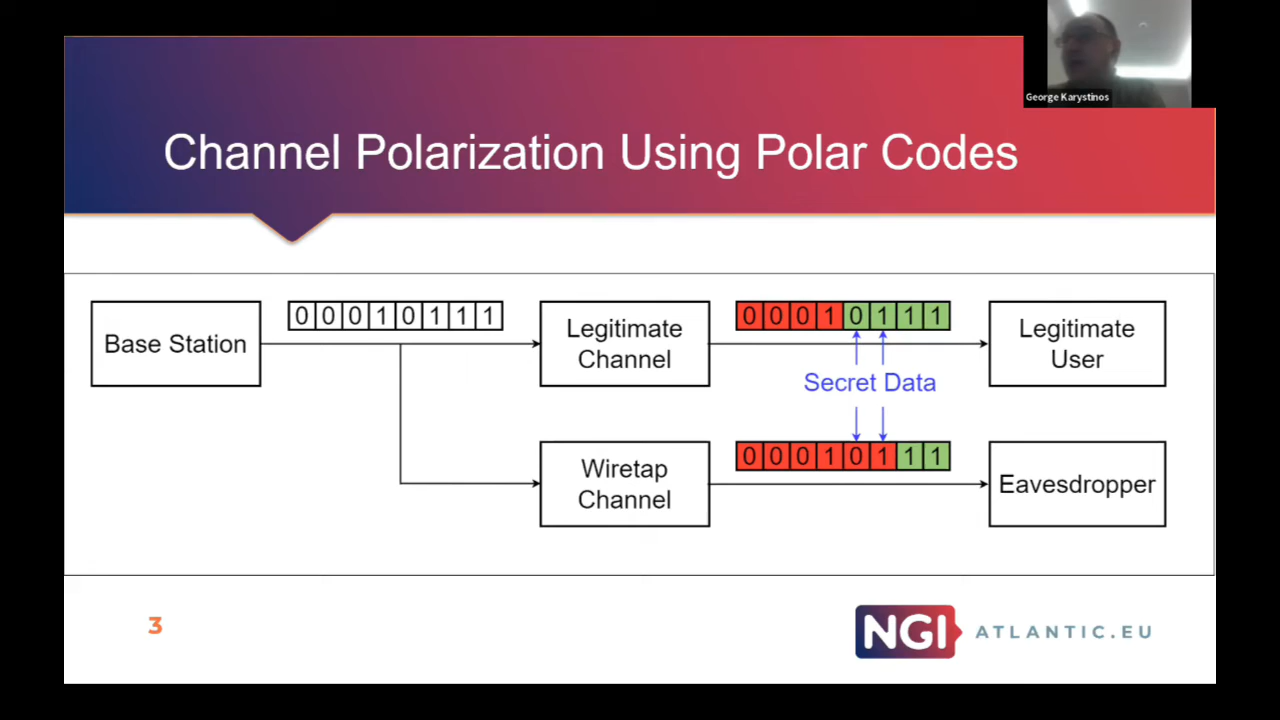 George Karystinos
Channel Polarization Using Polar Codes
Base Station
0 0 0 1 0 1 1 1
Legitimate
Channel
0 0 0 1 0 1 1 1
Legitimate
User
Secret Data
Wiretap
Channel
0 0 0 1 0 1 1 1
Eavesdropper
3
NGI ATLANTIC.EU